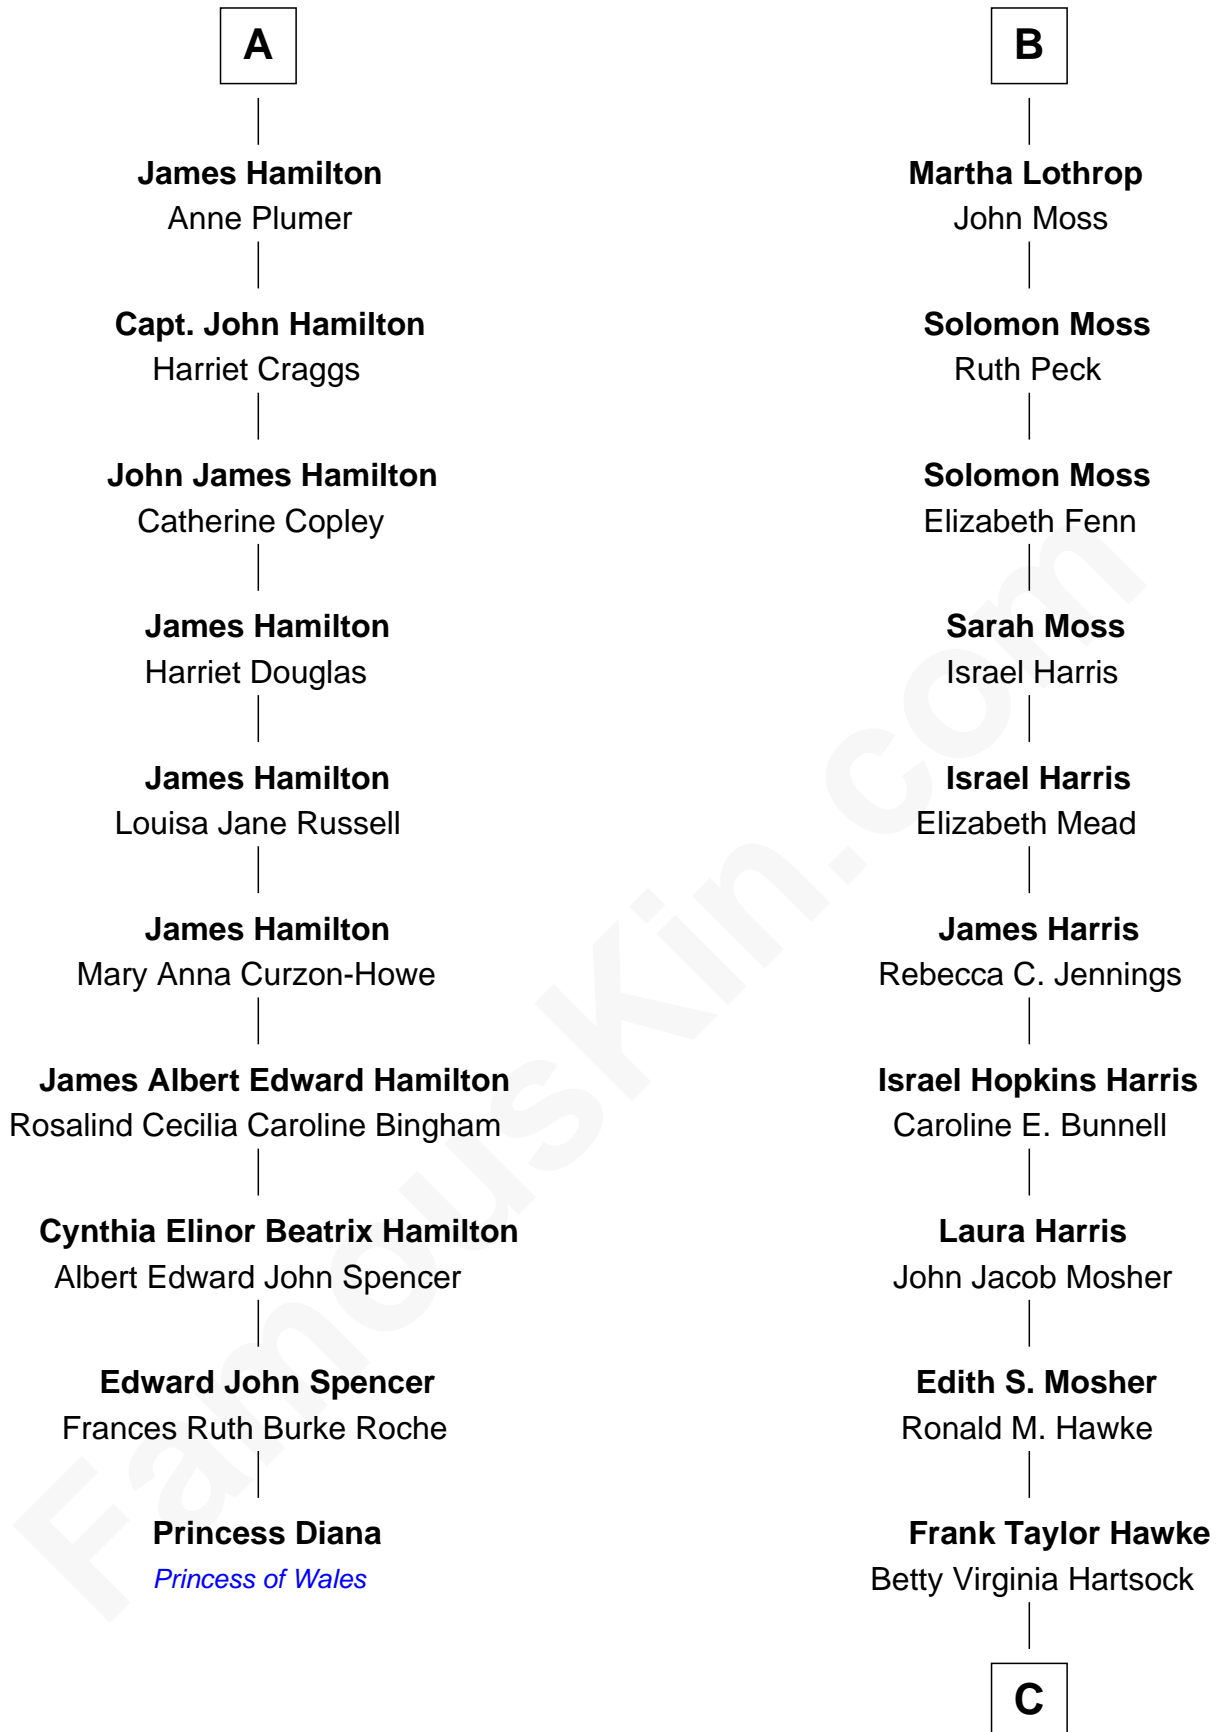 A
James Hamilton
Anne Plumer
Capt. John Hamilton
Harriet Craggs
John James Hamilton
Catherine Copley
James Hamilton
Harriet Douglas
James Hamilton
Louisa Jane Russell
James Hamilton
Mary Anna Curzon-Howe
James Albert Edward Hamilton
Rosalind Cecilia Caroline Bingham
Cynthia Elinor Beatrix Hamilton
Albert Edward John Spencer
Edward John Spencer
Frances Ruth Burke Roche
Princess Diana
Princess of Wales
B
Martha Lothrop
John Moss
Solomon Moss
Ruth Peck
Solomon Moss
Elizabeth Fenn
Sarah Moss
Israel Harris
Israel Harris
Elizabeth Mead
James Harris
Rebecca C. Jennings
Israel Hopkins Harris
Caroline E. Bunnell
Laura Harris
John Jacob Mosher
Edith S. Mosher
Ronald M. Hawke
Frank Taylor Hawke
Betty Virginia Hartsock
C
FamousKin.com